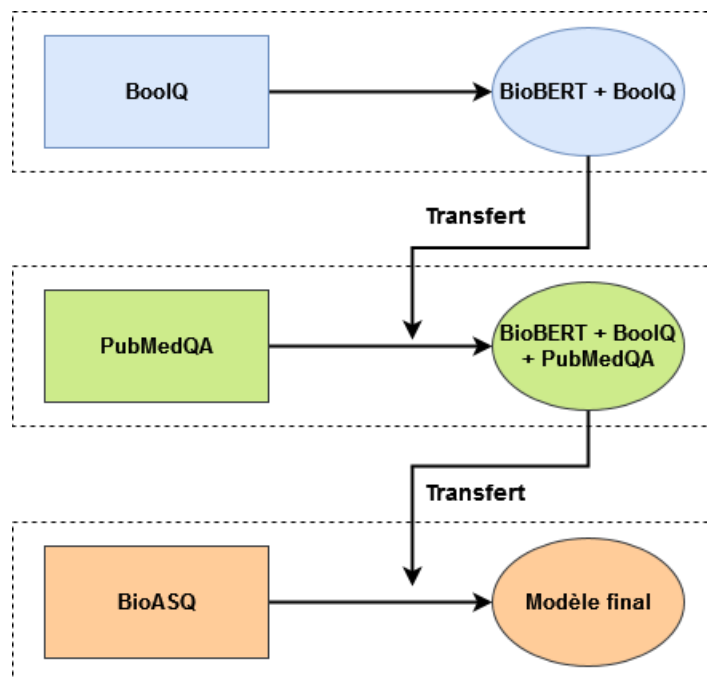 BoolQ
BioBERT + BoolQ
Transfert
PubMedQA
BioBERT + BoolQ
+ PubMedQA
Transfert
BioASQ
Modèle final